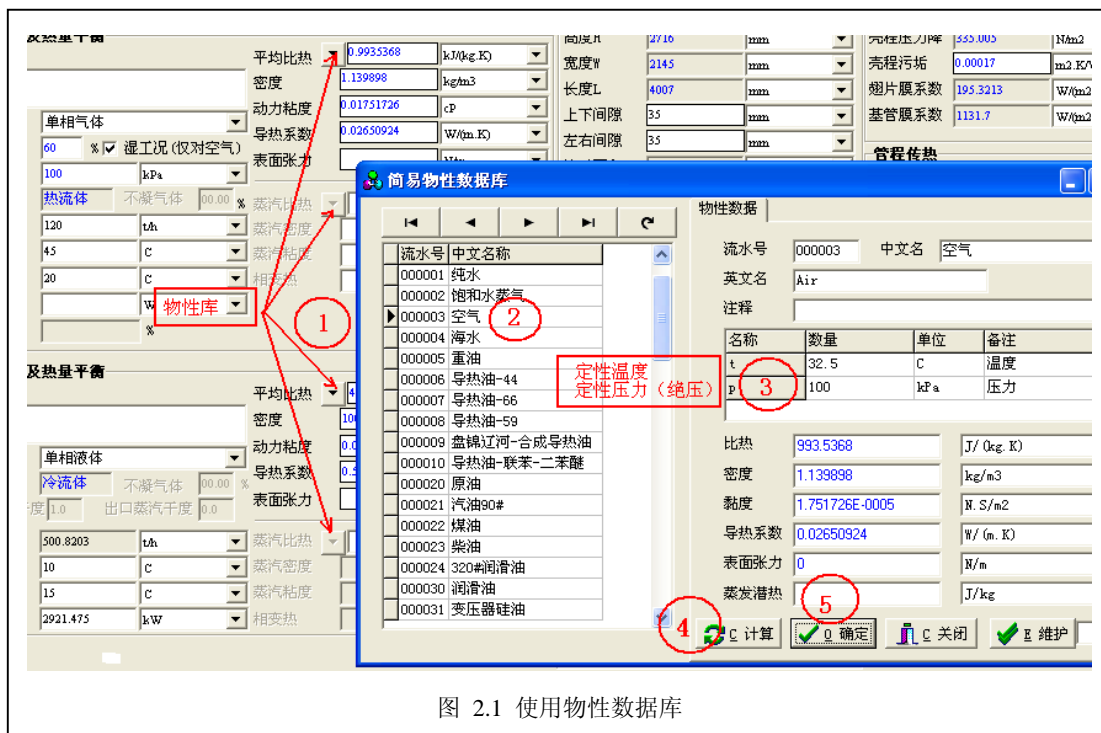 及热量平衡
平均比热 0.9935368 kJ/(kg.K)
密度 1.139898 kg/m3
动力粘度 0.01751726 cP
导热系数 0.02650924 W/(m.K)
表面张力
单相气体
60 % 湿工况(仅对空气)
100 kPa
热流体 不凝气体 00.00 %
120 t/h
45 C
20 C
%
蒸汽比热
蒸汽密度
蒸汽粘度
相变热
高度H 2716 mm
宽度W 2145 mm
长度L 4007 mm
上下间隙 35 mm
左右间隙 35 mm
壳程压力降 335.005 N/m2
壳程污垢 0.00017 m2.K/W
翅片膜系数 195.3213 W/(m2
基管膜系数 1131.7 W/(m2
管程传热
物性库
1
及热量平衡
平均比热 4
密度 100
动力粘度 0.0
导热系数 0.5
表面张力
单相液体
冷流体 不凝气体 00.00 %
度 1.0 出口蒸汽干度 0.0
500.8203 t/h
10 C
15 C
2921.475 kW
蒸汽比热
蒸汽密度
蒸汽粘度
相变热
简易物性数据库
流水号 中文名称
000001 纯水
000002 饱和水蒸气
000003 空气
000004 海水
000005 重油
000006 导热油-44
000007 导热油-66
000008 导热油-59
000009 盘锦辽河-合成导热油
000010 导热油-联苯-二苯醚
000020 原油
000021 汽油90#
000022 煤油
000023 柴油
000024 320#润滑油
000030 润滑油
000031 变压器硅油
2
定性温度
定性压力（绝压）
物性数据
流水号 000003 中文名 空气
英文名 Air
注释
名称 数量 单位 备注
t 32.5 C 温度
p 100 kPa 压力
3
比热 993.5368 J/(kg.K)
密度 1.139898 kg/m3
黏度 1.751726E-0005 N.S/m2
导热系数 0.02650924 W/(m.K)
表面张力 0 N/m
蒸发潜热 J/kg
4
5
C 计算 O 确定 C 关闭 E 维护
图 2.1 使用物性数据库